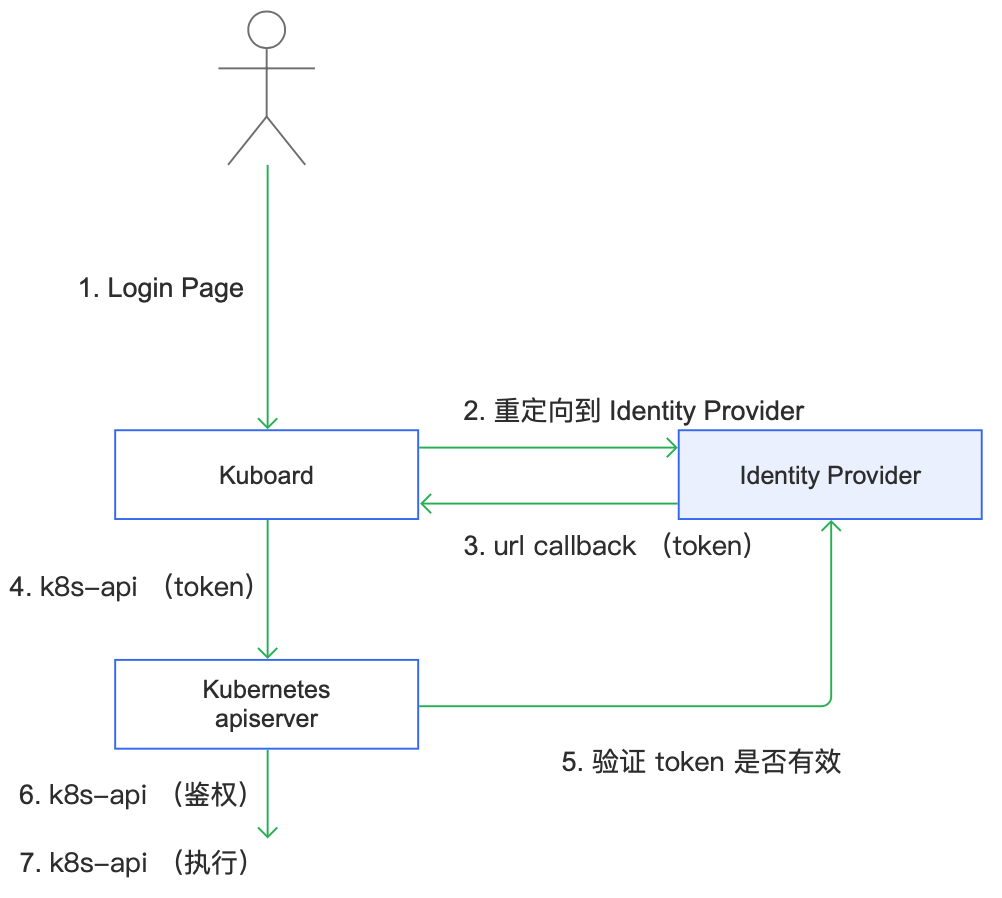 1. Login Page
2. 重定向到 Identity Provider
Kuboard
Identity Provider
3. url callback （token）
4. k8s-api （token）
Kubernetes
apiserver
5. 验证 token 是否有效
6. k8s-api （鉴权）
7. k8s-api （执行）